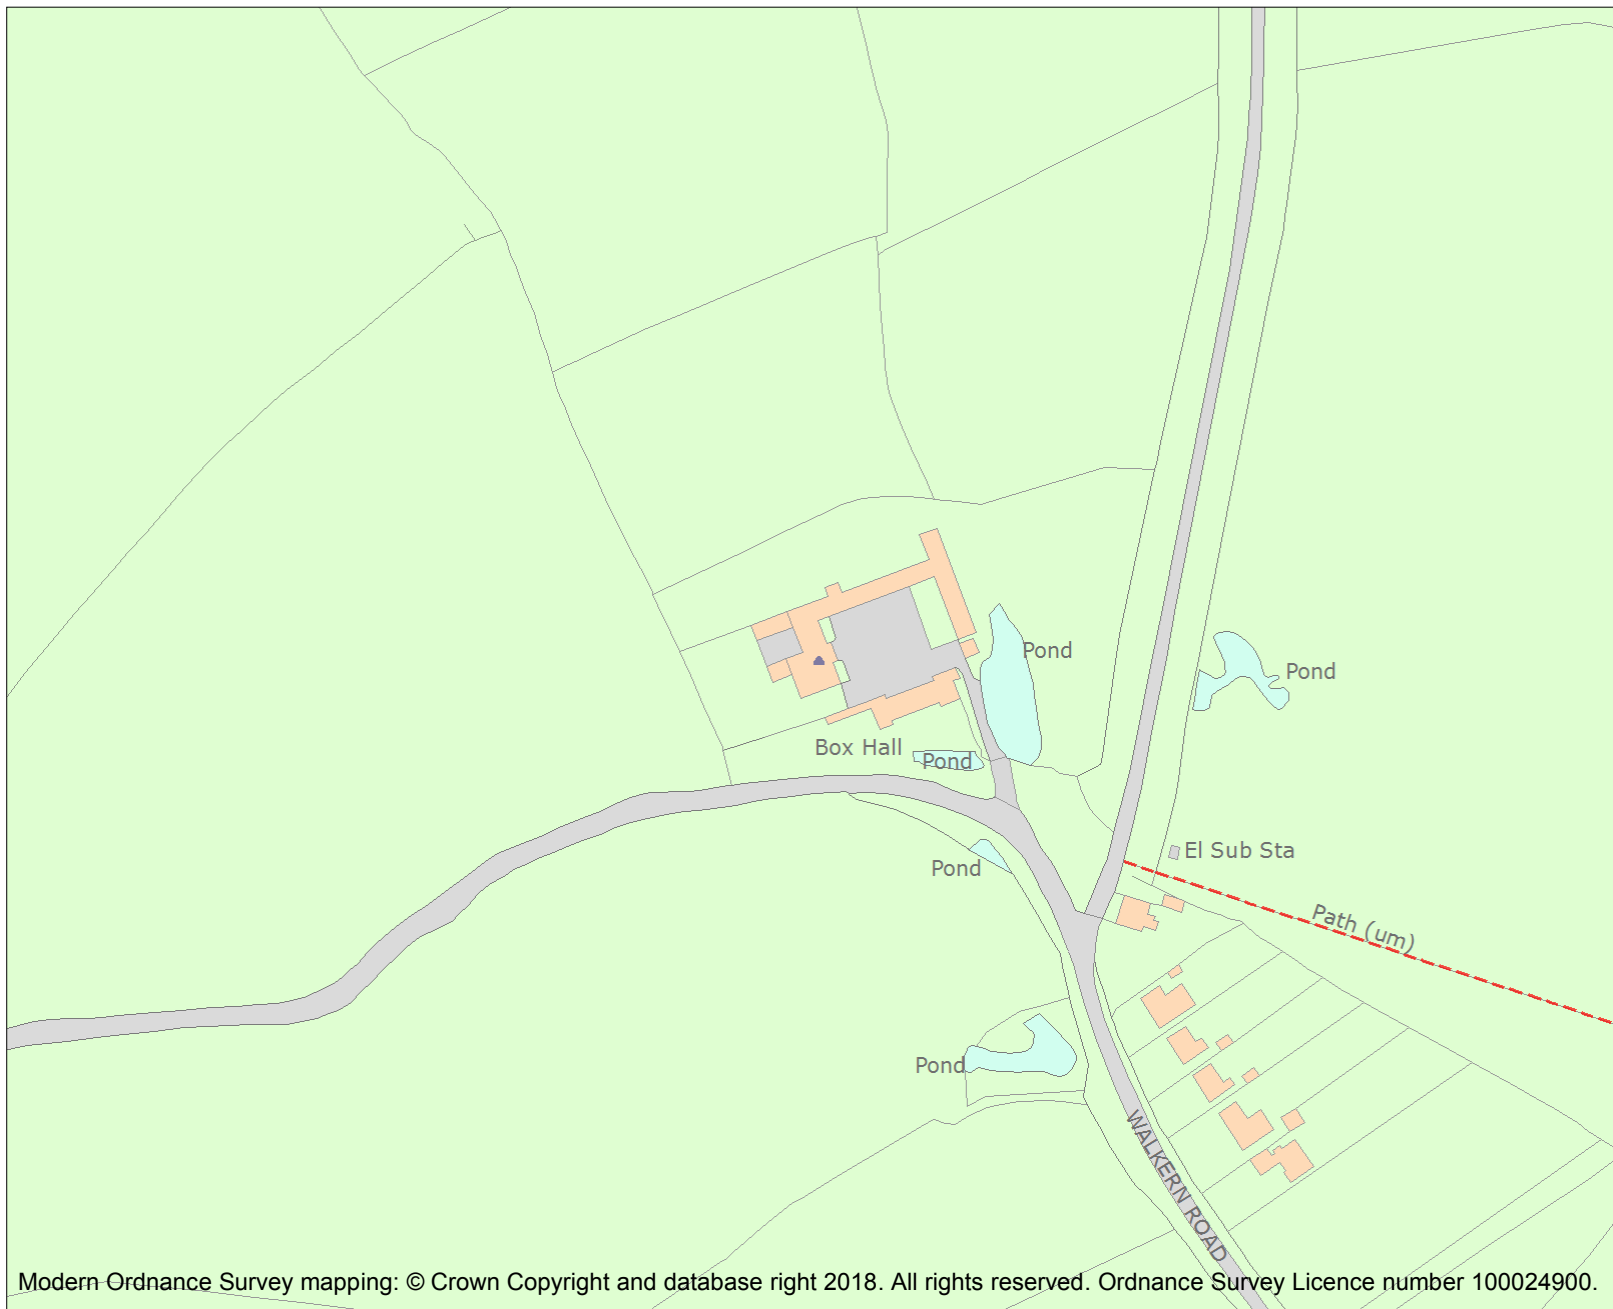 Pond
Pond
Box Hall
Pond
El Sub Sta
Pond
Path (um)
Pond
WALKERN ROAD
Modern Ordnance Survey mapping: © Crown Copyright and database right 2018. All rights reserved. Ordnance Survey Licence number 100024900.